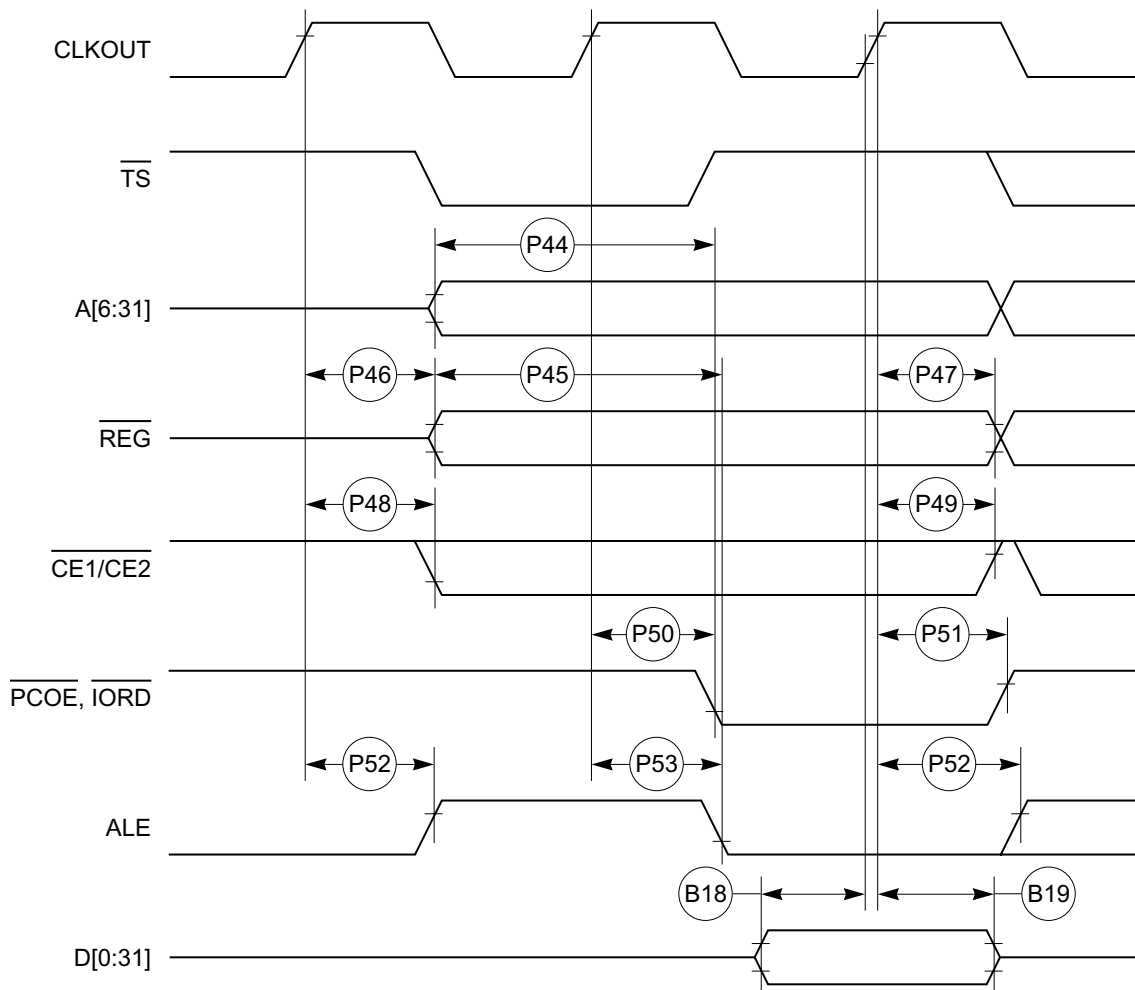 CLKOUT
TS
P44
A[6:31]
P46 P45 P47
REG
P48 P49
CE1/CE2
P50 P51
PCOE, IORD
P52 P53 P52
ALE
B18 B19
D[0:31]